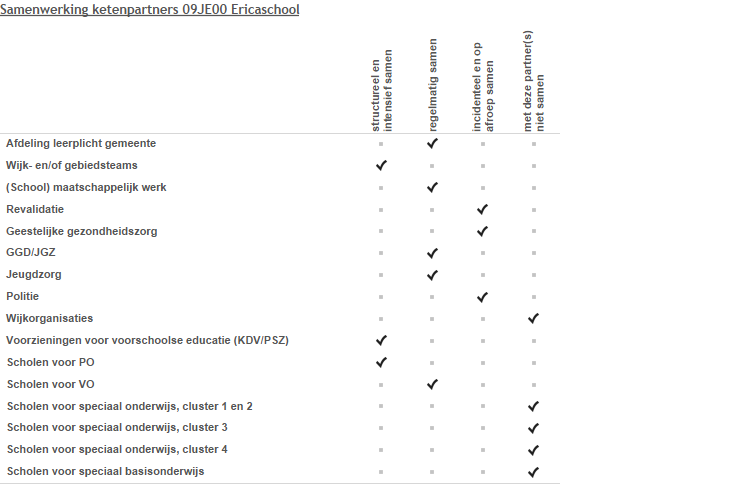 Samenwerking ketenpartners 09JE00 Ericaschool
structureel en
intensief samen
regelmatig samen
incidenteel en op
afroep samen
met deze partner(s)
niet samen
Afdeling leerplicht gemeente
Wijk- en/of gebiedsteams
(School) maatschappelijk werk
Revalidatie
Geestelijke gezondheidszorg
GGD/JGZ
Jeugdzorg
Politie
Wijkorganisaties
Voorzieningen voor voorschoolse educatie (KDV/PSZ)
Scholen voor PO
Scholen voor VO
Scholen voor speciaal onderwijs, cluster 1 en 2
Scholen voor speciaal onderwijs, cluster 3
Scholen voor speciaal onderwijs, cluster 4
Scholen voor speciaal basisonderwijs